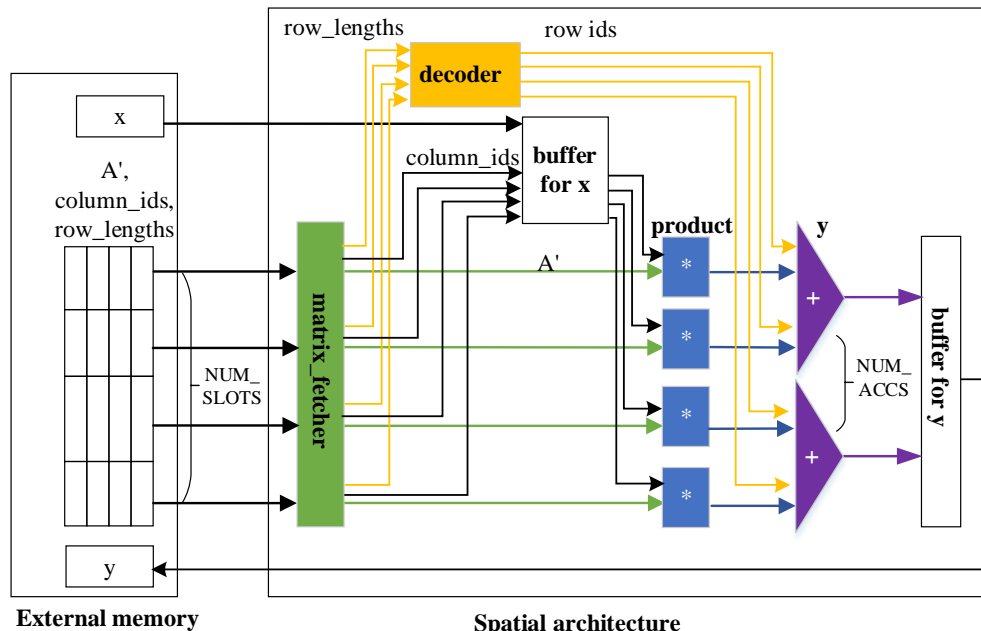 row_lengths
row ids
decoder
x
buffer
for x
A',
column_ids,
row_lengths
column_ids
product
y
A'
*
+
*
matrix_fetcher
NUM_
SLOTS
NUM_
ACCS
buffer for y
*
+
*
y
External memory
Spatial architecture